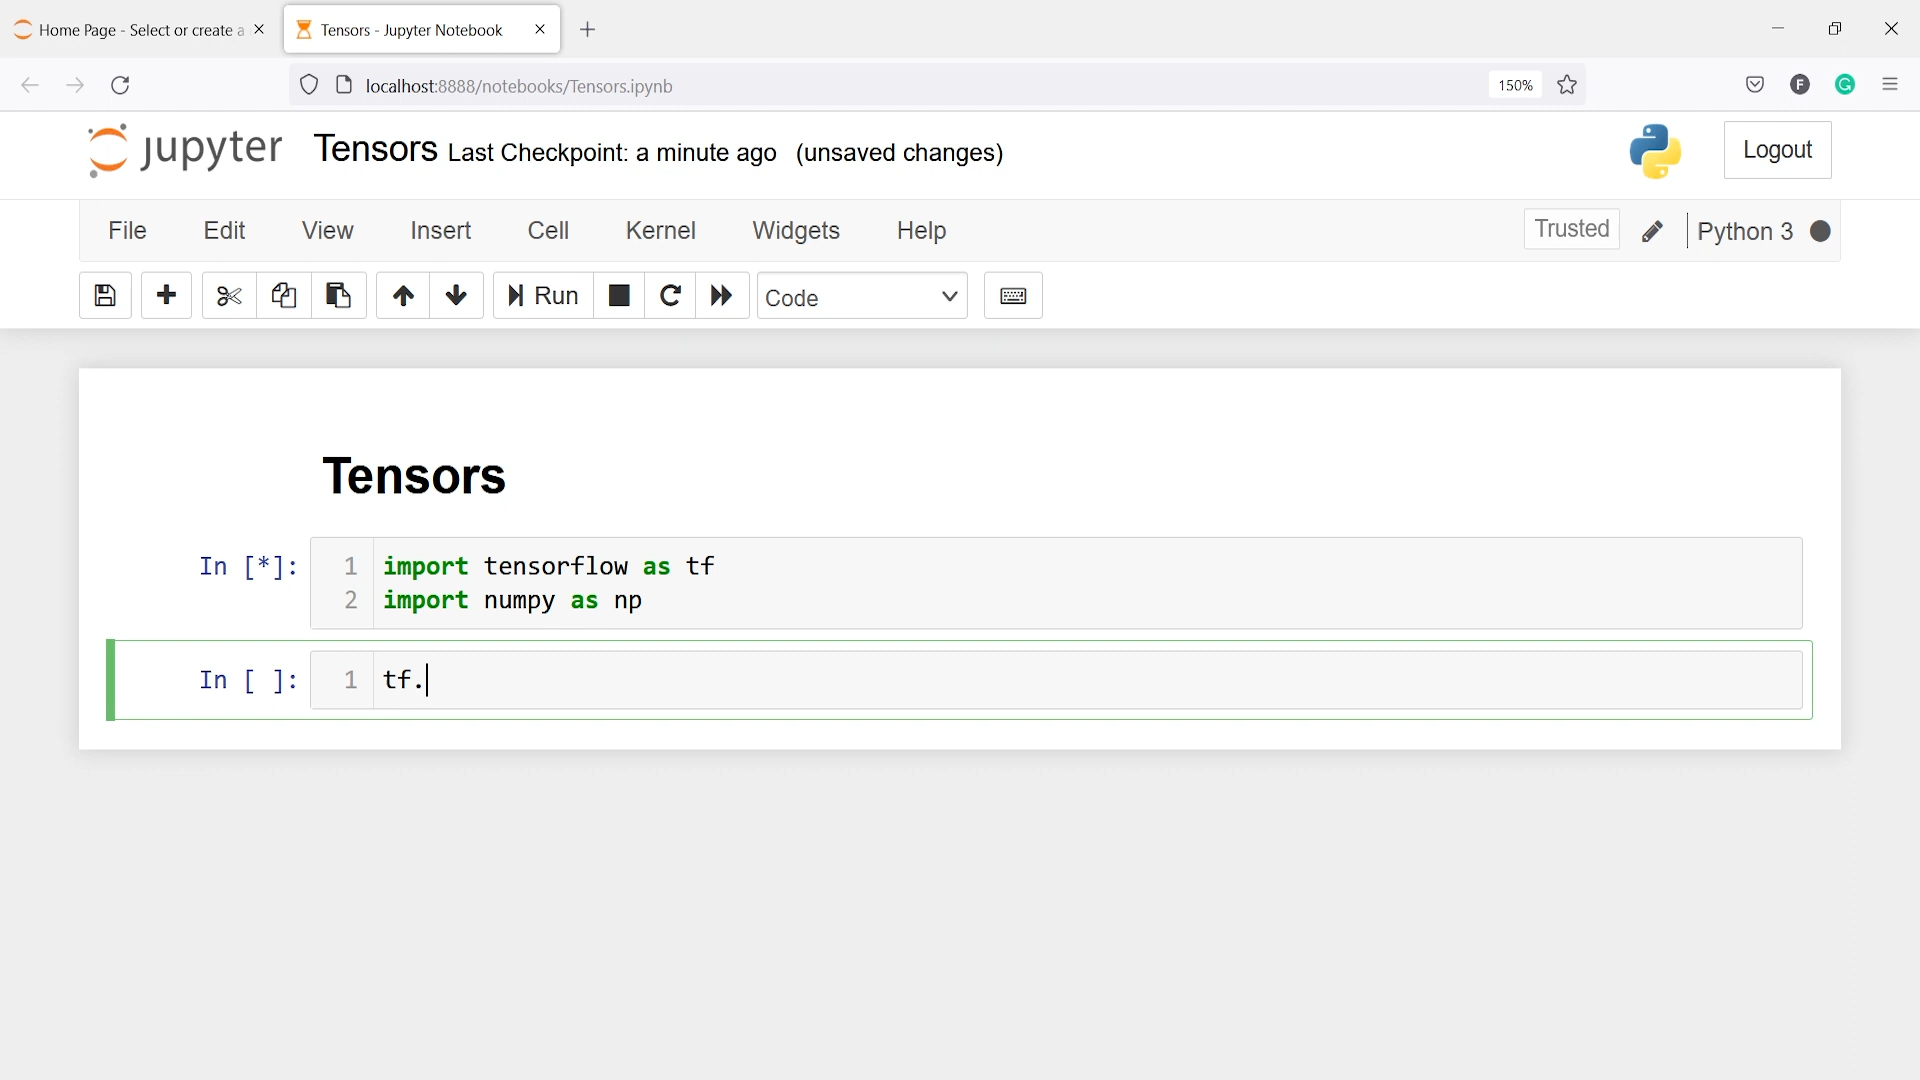 Home Page - Select or create a
Tensors - Jupyter Notebook
localhost:8888/notebooks/Tensors.ipynb
150%
F
G
jupyter
Tensors Last Checkpoint: a minute ago (unsaved changes)
Logout
File Edit View Insert Cell Kernel Widgets Help
Trusted
Python 3
Run
Code
Tensors
In [*]:
1 import tensorflow as tf
2 import numpy as np
In [ ]:
1 tf.